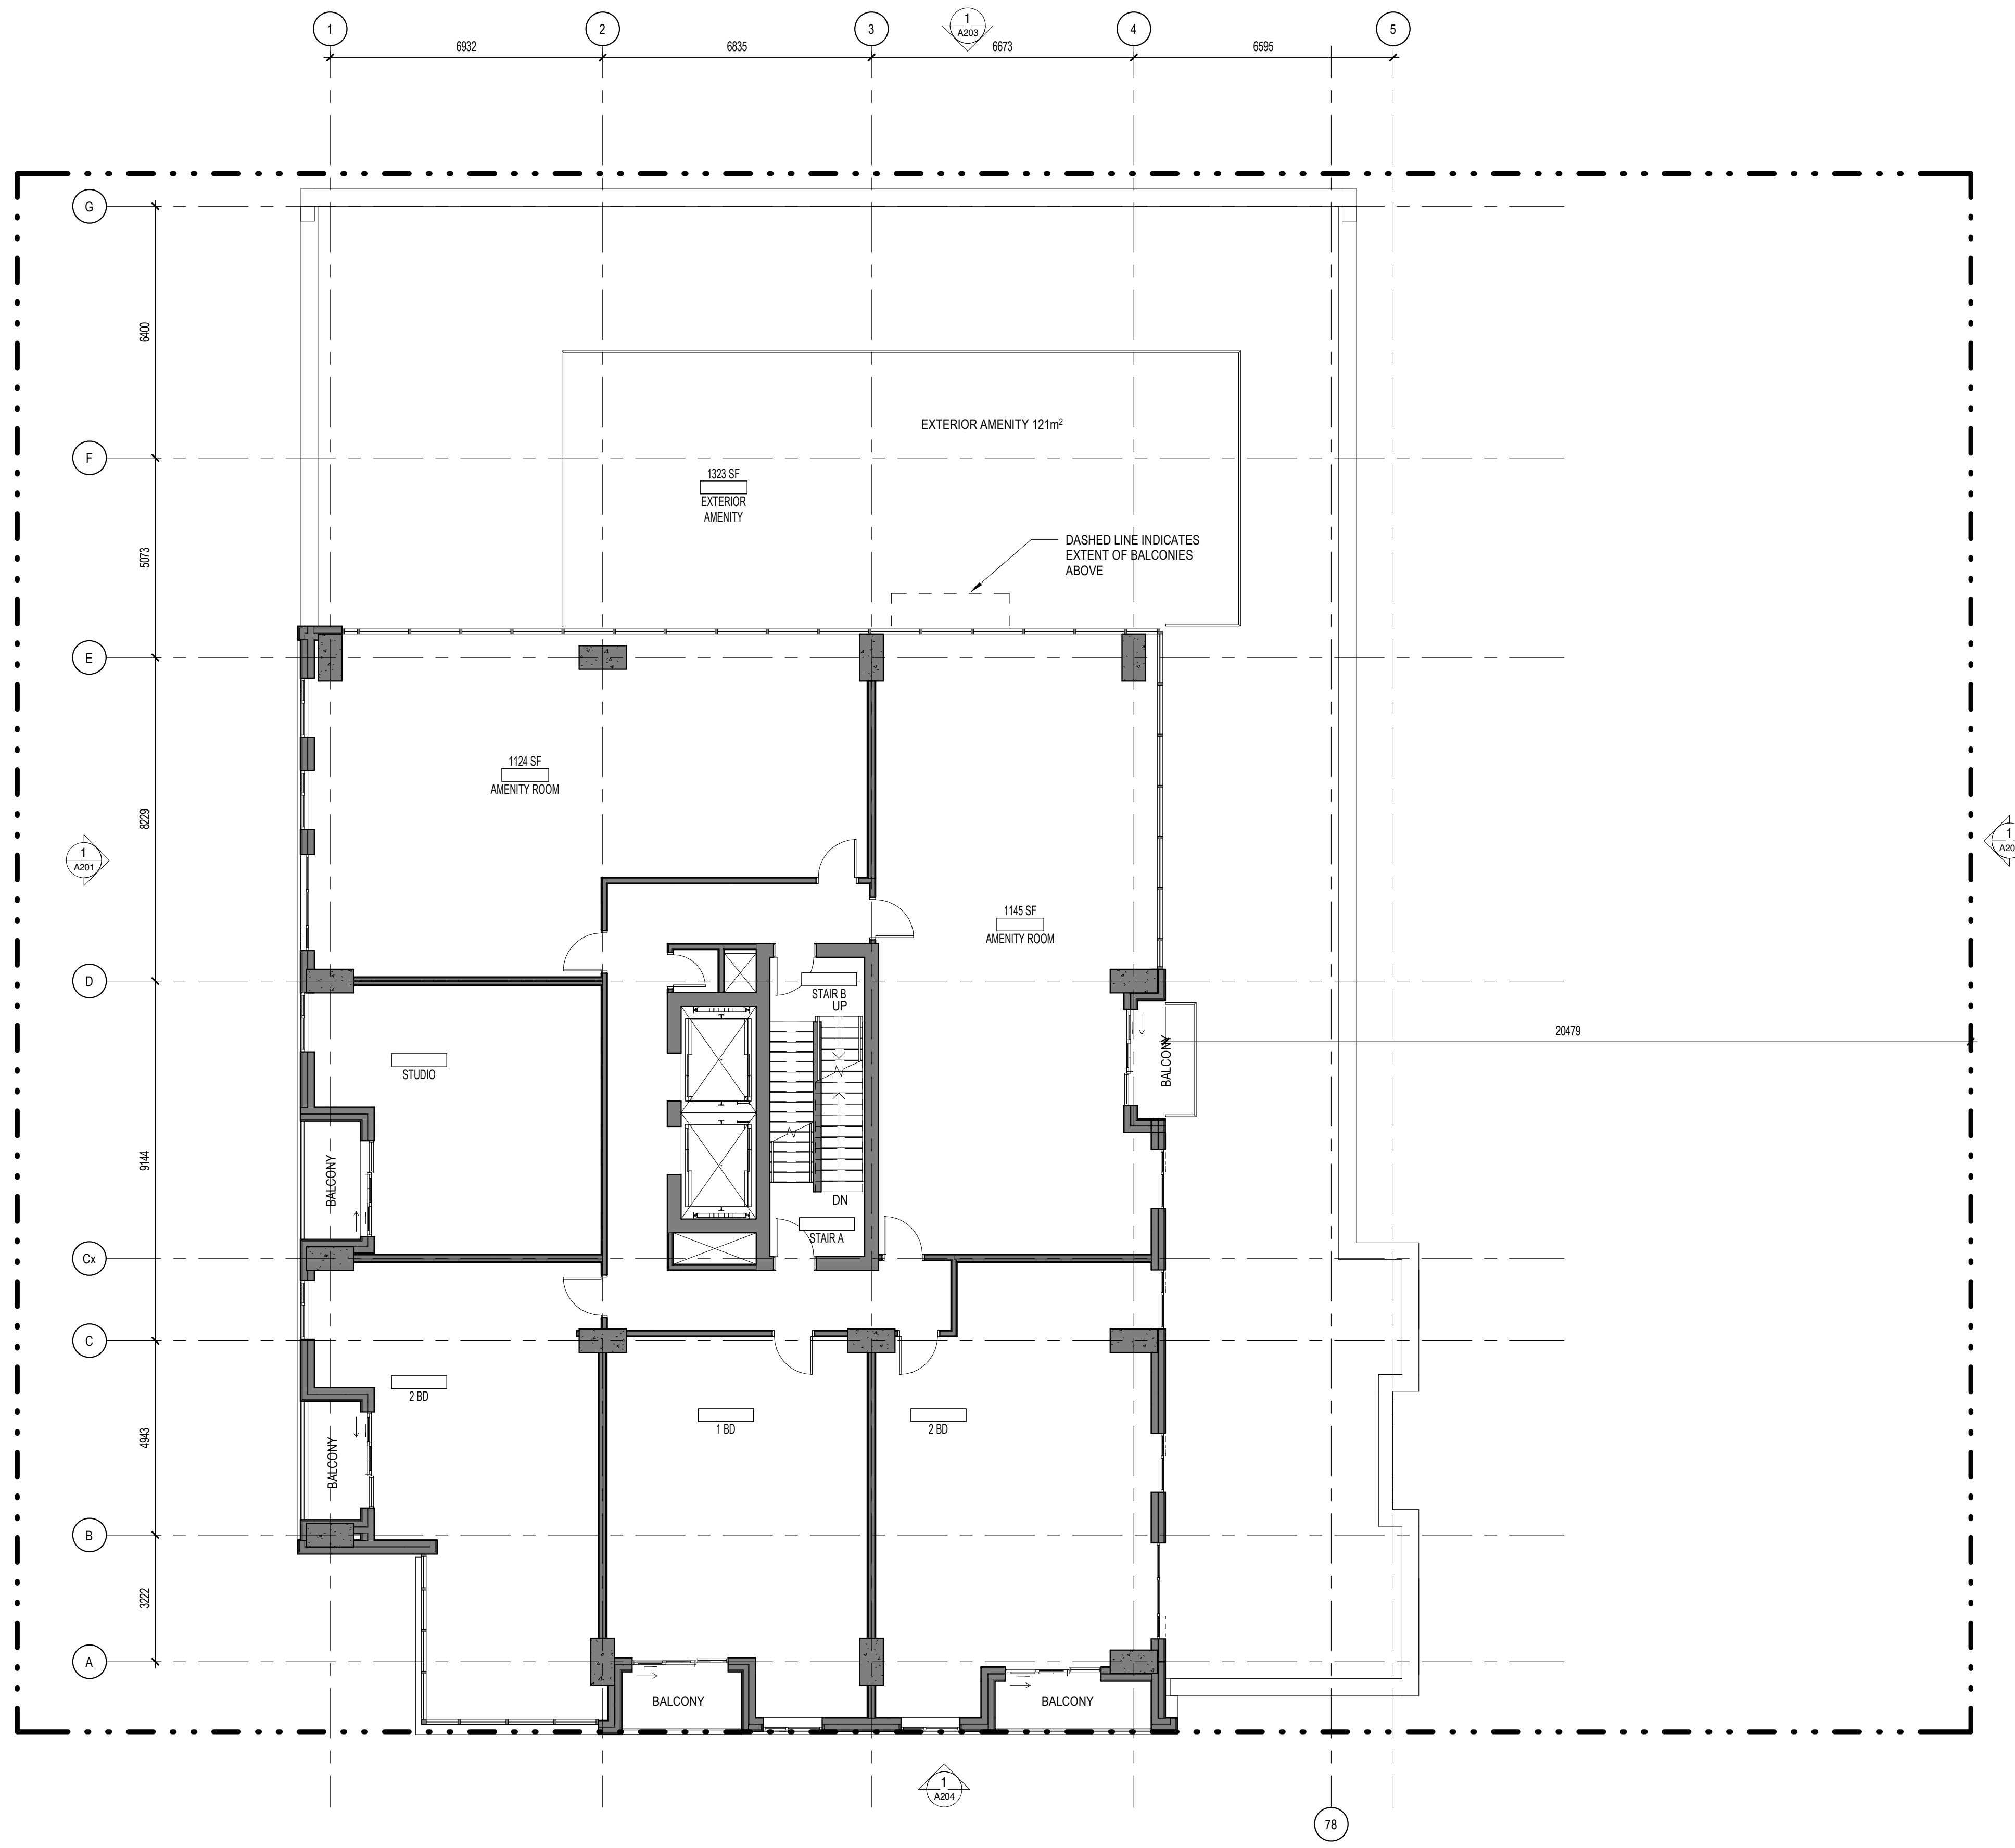 1
2
3
4
5
1
A203
6932
6835
6673
6595
G
6400
EXTERIOR AMENITY 121m²
F
1323 SF
EXTERIOR
AMENITY
5073
DASHED LINE INDICATES
EXTENT OF BALCONIES
ABOVE
E
1124 SF
AMENITY ROOM
8229
1
A201
1
A20
1145 SF
AMENITY ROOM
D
STAIR B
UP
20479
BALCONY
STUDIO
9144
BALCONY
DN
STAIR A
Cx
C
2 BD
1 BD
2 BD
4943
BALCONY
B
3222
A
BALCONY
BALCONY
1
A204
78